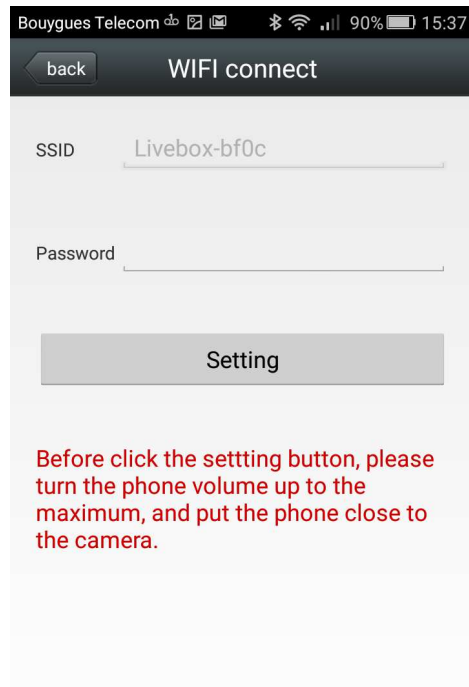 Bouygues Telecom 90% 15:37
back WIFI connect
SSID Livebox-bf0c
Password
Setting
Before click the settting button, please
turn the phone volume up to the
maximum, and put the phone close to
the camera.